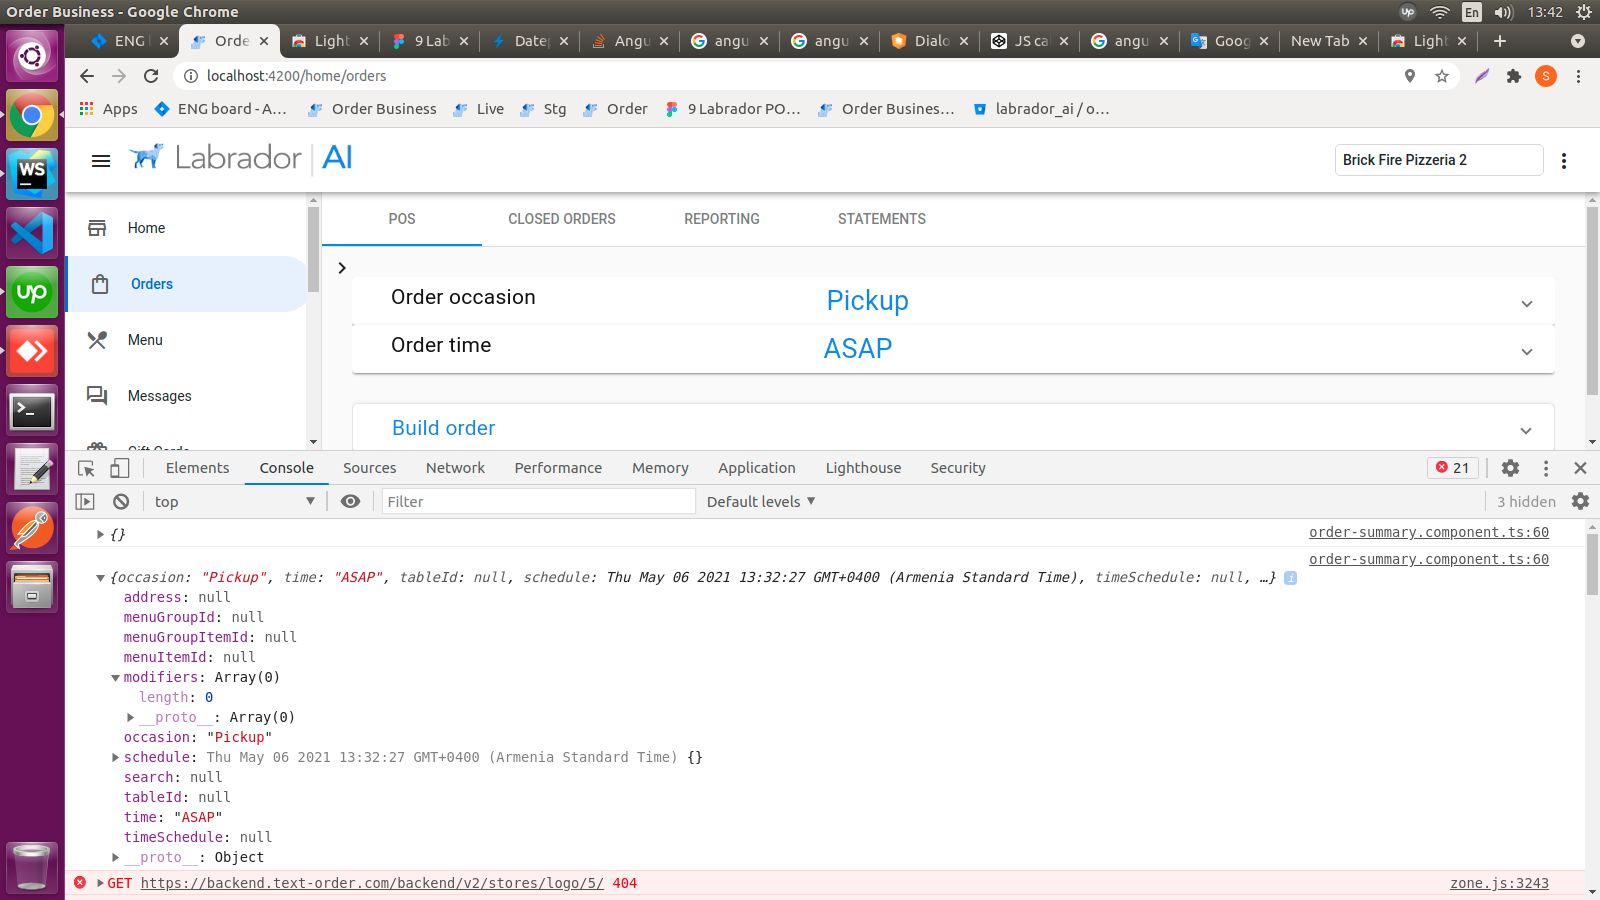 Order Business - Google Chrome
En
13:42
ENG
Orde
Light
9 Lab
Datep
Angu
angu
angu
Dialo
JS cal
angu
Goog
New Tab
Light
localhost:4200/home/orders
S
Apps
ENG board - A...
Order Business
Live
Stg
Order
9 Labrador PO...
Order Busines...
labrador_ai / o...
Labrador | AI
Brick Fire Pizzeria 2
Home
Orders
Menu
Messages
POS
CLOSED ORDERS
REPORTING
STATEMENTS
Order occasion
Pickup
Order time
ASAP
Build order
Elements
Console
Sources
Network
Performance
Memory
Application
Lighthouse
Security
21
top
Filter
Default levels
3 hidden
{}
order-summary.component.ts:60
order-summary.component.ts:60
{occasion: "Pickup", time: "ASAP", tableId: null, schedule: Thu May 06 2021 13:32:27 GMT+0400 (Armenia Standard Time), timeSchedule: null, …}
address: null
menuGroupId: null
menuGroupItemId: null
menuItemId: null
modifiers: Array(0)
length: 0
__proto__: Array(0)
occasion: "Pickup"
schedule: Thu May 06 2021 13:32:27 GMT+0400 (Armenia Standard Time) {}
search: null
tableId: null
time: "ASAP"
timeSchedule: null
__proto__: Object
GET https://backend.text-order.com/backend/v2/stores/logo/5/ 404
zone.js:3243